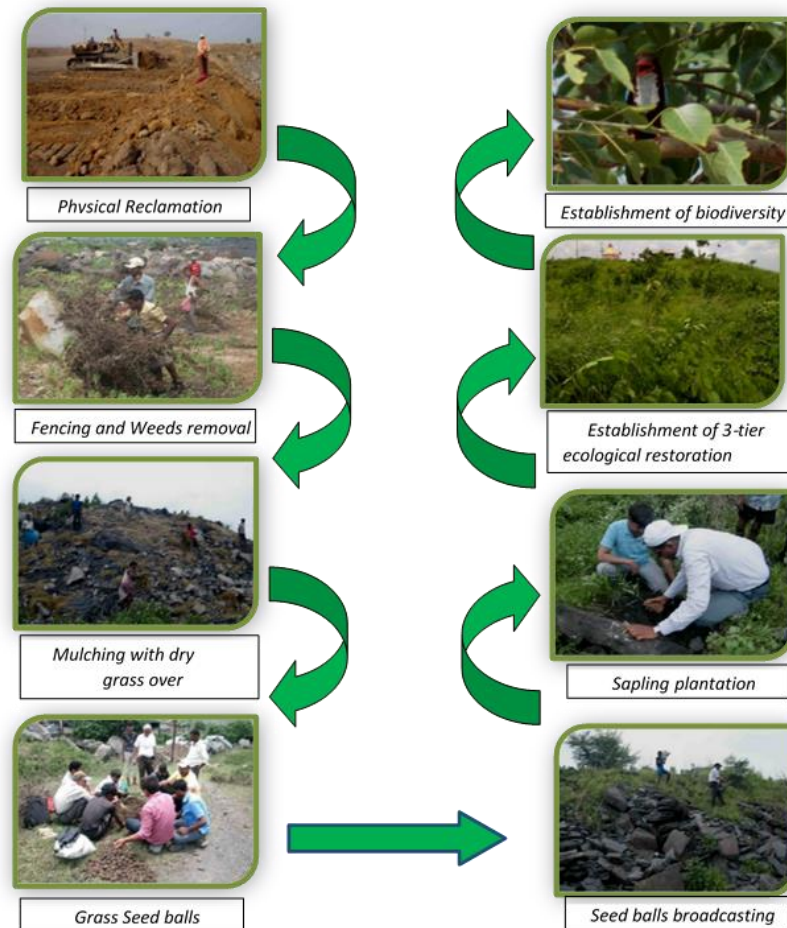 Physical Reclamation
Establishment of biodiversity
Fencing and Weeds removal
Establishment of 3-tier
ecological restoration
Mulching with dry
grass over
Sapling plantation
Grass Seed balls
Seed balls broadcasting